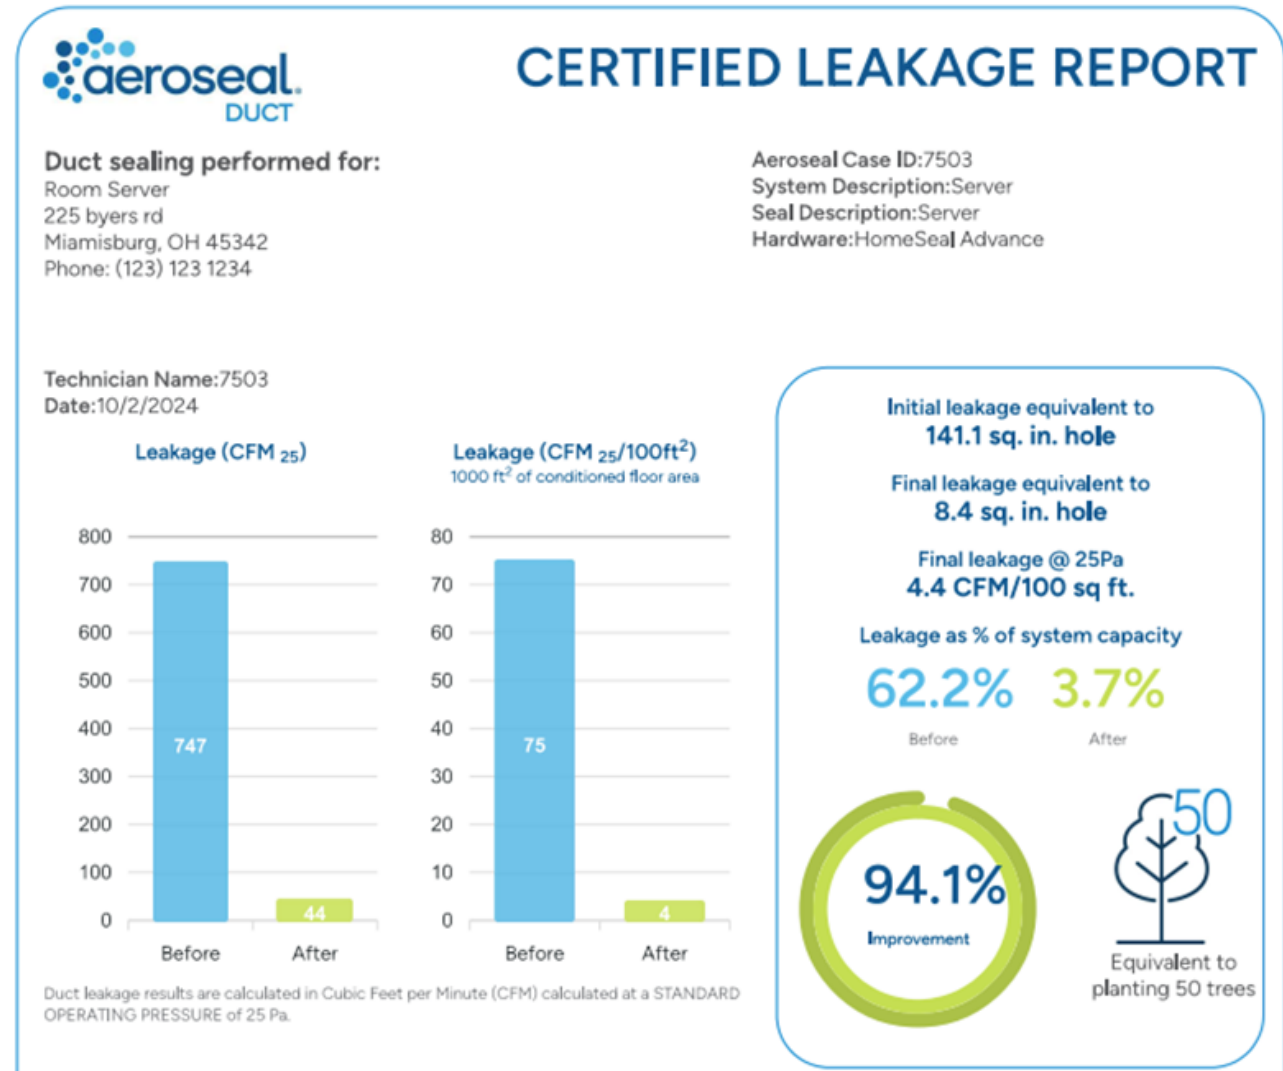 aeroseal.
DUCT
CERTIFIED LEAKAGE REPORT
Duct sealing performed for:
Room Server
225 byers rd
Miamisburg, OH 45342
Phone: (123) 123 1234
Aeroseal Case ID:7503
System Description:Server
Seal Description:Server
Hardware:HomeSeal Advance
Technician Name:7503
Date:10/2/2024
Leakage (CFM 25)
800
700
600
500
400
300
200
100
0
747
44
Before
After
Leakage (CFM 25/100ft²)
1000 ft² of conditioned floor area
80
70
60
50
40
30
20
10
0
75
4
Before
After
Duct leakage results are calculated in Cubic Feet per Minute (CFM) calculated at a STANDARD
OPERATING PRESSURE of 25 Pa.
Initial leakage equivalent to
141.1 sq. in. hole
Final leakage equivalent to
8.4 sq. in. hole
Final leakage @ 25Pa
4.4 CFM/100 sq ft.
Leakage as % of system capacity
62.2% 3.7%
Before After
94.1%
Improvement
50
Equivalent to
planting 50 trees